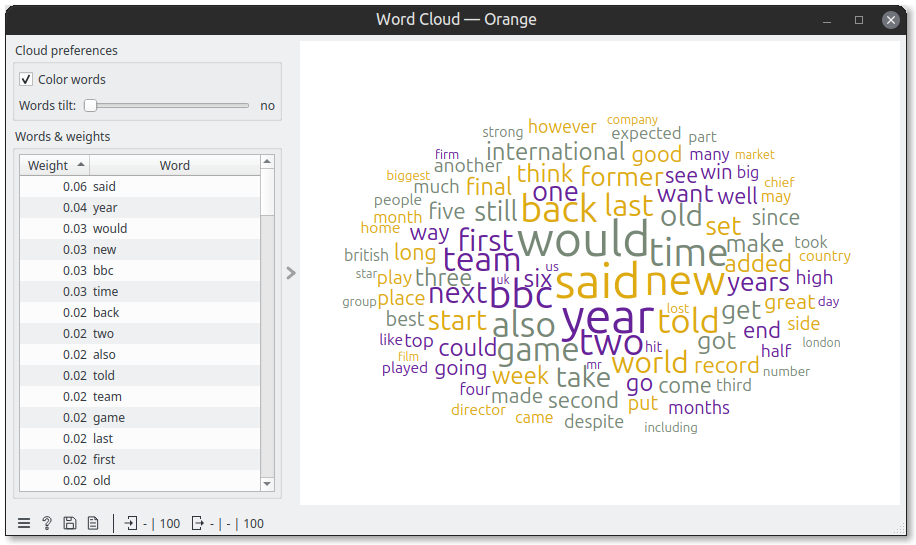 Word Cloud — Orange
Cloud preferences
Color words
Words tilt: no
Words & weights
Weight Word
0.06 said
0.04 year
0.03 would
0.03 new
0.03 bbc
0.03 time
0.02 back
0.02 two
0.02 also
0.02 told
0.02 team
0.02 game
0.02 last
0.02 first
0.02 old
- | 100 - | - | 100
company
strong however expected part
firm international good many market
another
biggest much final think former see win big chief
people one want well may
month five still back last old set since
home way first would
british long team time make took
added country
star play three six us years high
uk said new
group place next bbc great day
lost
best start also year told get end side
like top could game two hit got half london
film
played going week take mr world record number
four made second go come third
director came despite put months
including